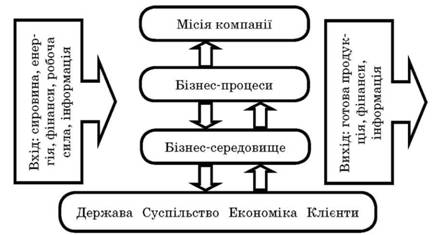 Місія компанії
Вхід: сировина, енер-
гія, фінанси, робоча
сила, інформація
Бізнес-процеси
Бізнес-середовище
Вихід: готова продук-
ція, фінанси,
інформація
Держава Суспільство Економіка Клієнти